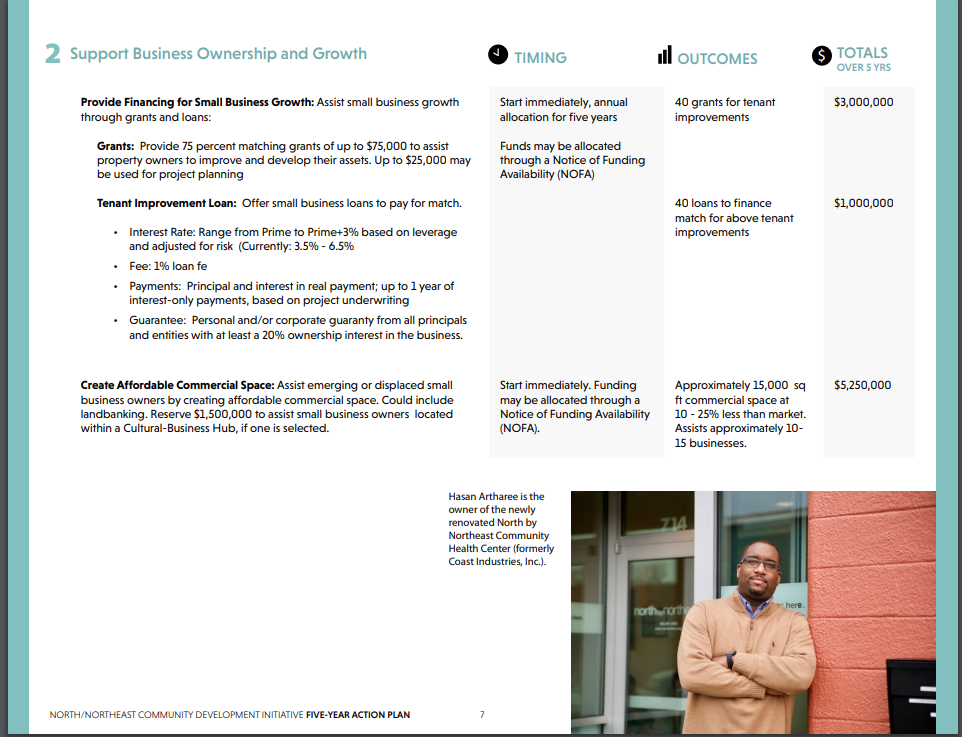 2 Support Business Ownership and Growth
TIMING
OUTCOMES
TOTALS
OVER 5 YRS
Provide Financing for Small Business Growth: Assist small business growth
through grants and loans:
Start immediately, annual
allocation for five years
40 grants for tenant
improvements
$3,000,000
Grants: Provide 75 percent matching grants of up to $75,000 to assist
property owners to improve and develop their assets. Up to $25,000 may
be used for project planning
Funds may be allocated
through a Notice of Funding
Availability (NOFA)
Tenant Improvement Loan: Offer small business loans to pay for match.
40 loans to finance
match for above tenant
improvements
$1,000,000
• Interest Rate: Range from Prime to Prime+3% based on leverage
and adjusted for risk (Currently: 3.5% - 6.5%
• Fee: 1% loan fe
• Payments: Principal and interest in real payment; up to 1 year of
interest-only payments, based on project underwriting
• Guarantee: Personal and/or corporate guaranty from all principals
and entities with at least a 20% ownership interest in the business.
Create Affordable Commercial Space: Assist emerging or displaced small
business owners by creating affordable commercial space. Could include
landbanking. Reserve $1,500,000 to assist small business owners located
within a Cultural-Business Hub, if one is selected.
Start immediately. Funding
may be allocated through a
Notice of Funding Availability
(NOFA).
Approximately 15,000 sq
ft commercial space at
10 - 25% less than market.
Assists approximately 10-
15 businesses.
$5,250,000
Hasan Artharee is the
owner of the newly
renovated North by
Northeast Community
Health Center (formerly
Coast Industries, Inc.).
714
north by northe
here.
NORTH/NORTHEAST COMMUNITY DEVELOPMENT INITIATIVE FIVE-YEAR ACTION PLAN
7